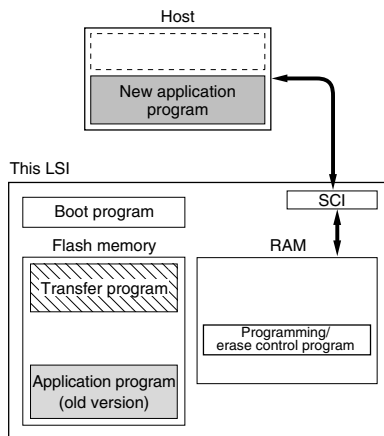 Host
New application
program
This LSI
SCI
Boot program
Flash memory
RAM
Transfer program
Programming/
erase control program
Application program
(old version)